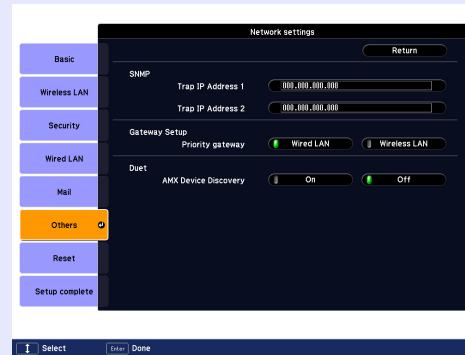 Network settings
Return
Basic
SNMP
Trap IP Address 1 000.000.000.000
Wireless LAN
Trap IP Address 2 000.000.000.000
Security
Gateway Setup
Priority gateway Wired LAN Wireless LAN
Wired LAN
Duet
AMX Device Discovery On Off
Mail
Others
Reset
Setup complete
Select Enter Done